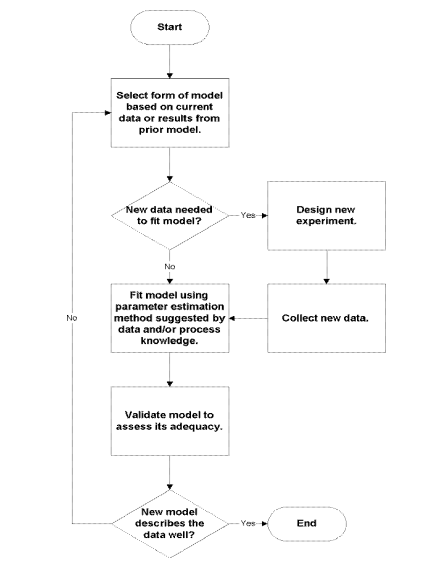 Start
Select form of model
based on current
data or results from
prior model.
New data needed
to fit model?
Yes
Design new
experiment.
No
Fit model using
parameter estimation
method suggested by
data and/or process
knowledge.
Collect new data.
No
Validate model to
assess its adequacy.
New model
describes the
data well?
Yes
End